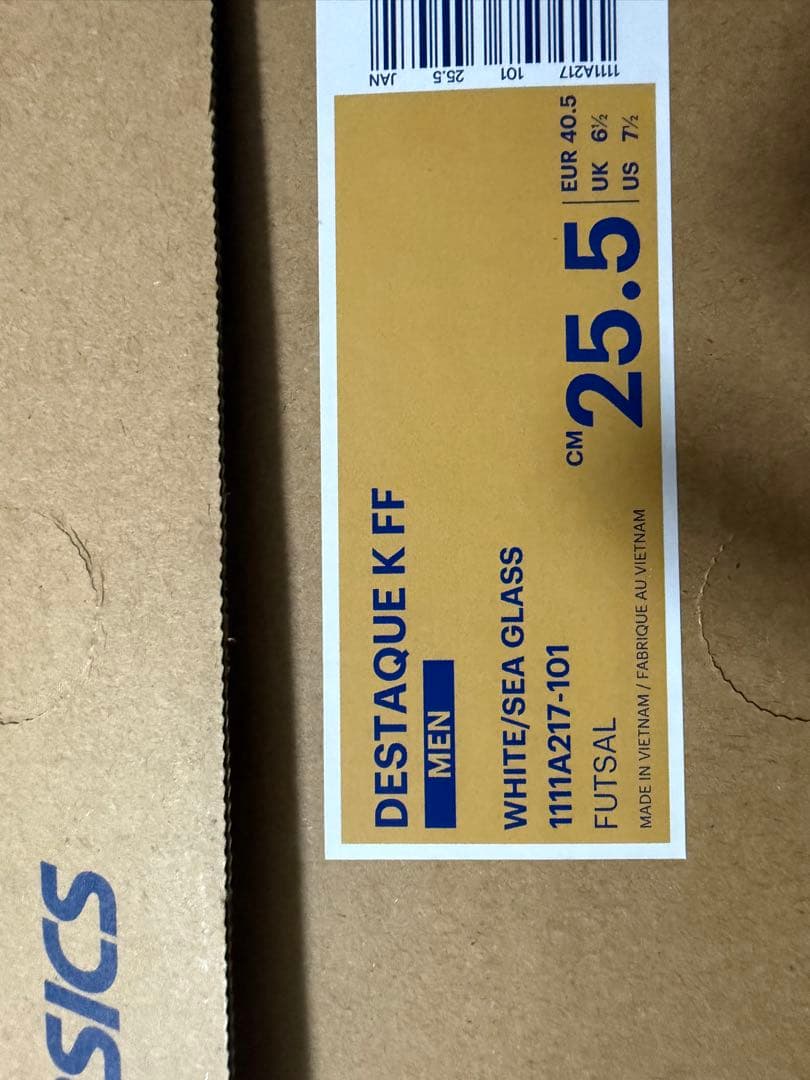 DESTAQUE K FF
MEN
WHITE/SEA GLASS
1111A217-101
FUTSAL
MADE IN VIETNAM / FABRIQUE AU VIETNAM
CM 25.5
EUR 40.5
UK 6½
US 7½
1111A217 101 25.5 JAN
SICS